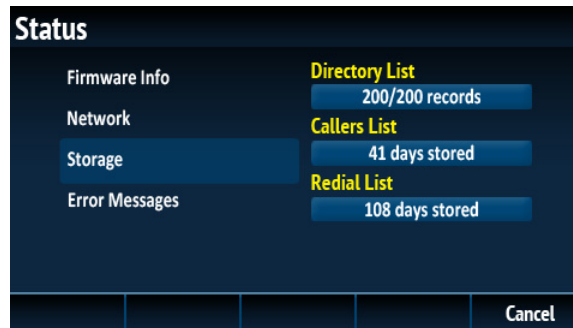 Status
Firmware Info
Network
Storage
Error Messages
Directory List
200/200 records
Callers List
41 days stored
Redial List
108 days stored
Cancel